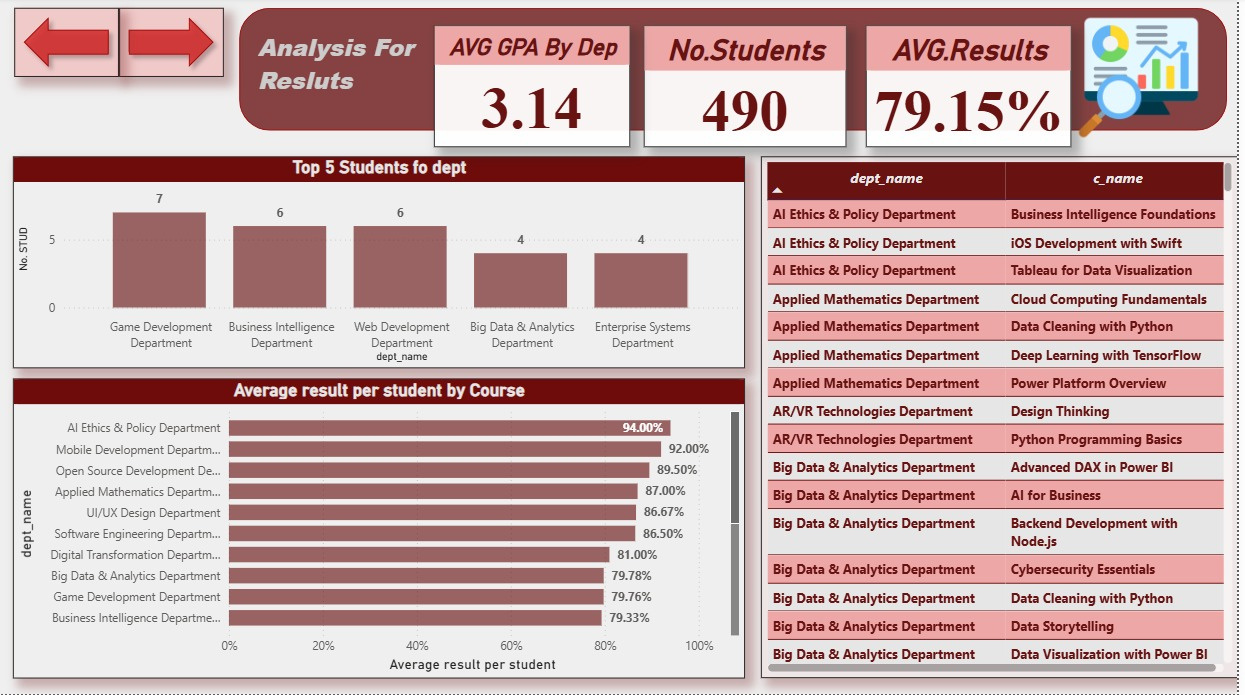 Analysis For
Resluts
AVG GPA By Dep
3.14
No.Students
490
AVG.Results
79.15%
Top 5 Students fo dept
No. STUD
5
0
7
6
6
4
4
Game Development
Department
Business Intelligence
Department
Web Development
Department
Big Data & Analytics
Department
Enterprise Systems
Department
dept_name
Average result per student by Course
dept_name
AI Ethics & Policy Department 94.00%
Mobile Development Departm... 92.00%
Open Source Development De... 89.50%
Applied Mathematics Departm... 87.00%
UI/UX Design Department 86.67%
Software Engineering Departm... 86.50%
Digital Transformation Departm... 81.00%
Big Data & Analytics Department 79.78%
Game Development Department 79.76%
Business Intelligence Departme... 79.33%
0% 20% 40% 60% 80% 100%
Average result per student
dept_name c_name
AI Ethics & Policy Department Business Intelligence Foundations
AI Ethics & Policy Department iOS Development with Swift
AI Ethics & Policy Department Tableau for Data Visualization
Applied Mathematics Department Cloud Computing Fundamentals
Applied Mathematics Department Data Cleaning with Python
Applied Mathematics Department Deep Learning with TensorFlow
Applied Mathematics Department Power Platform Overview
AR/VR Technologies Department Design Thinking
AR/VR Technologies Department Python Programming Basics
Big Data & Analytics Department Advanced DAX in Power BI
Big Data & Analytics Department AI for Business
Big Data & Analytics Department Backend Development with
Node.js
Big Data & Analytics Department Cybersecurity Essentials
Big Data & Analytics Department Data Cleaning with Python
Big Data & Analytics Department Data Storytelling
Big Data & Analytics Department Data Visualization with Power BI